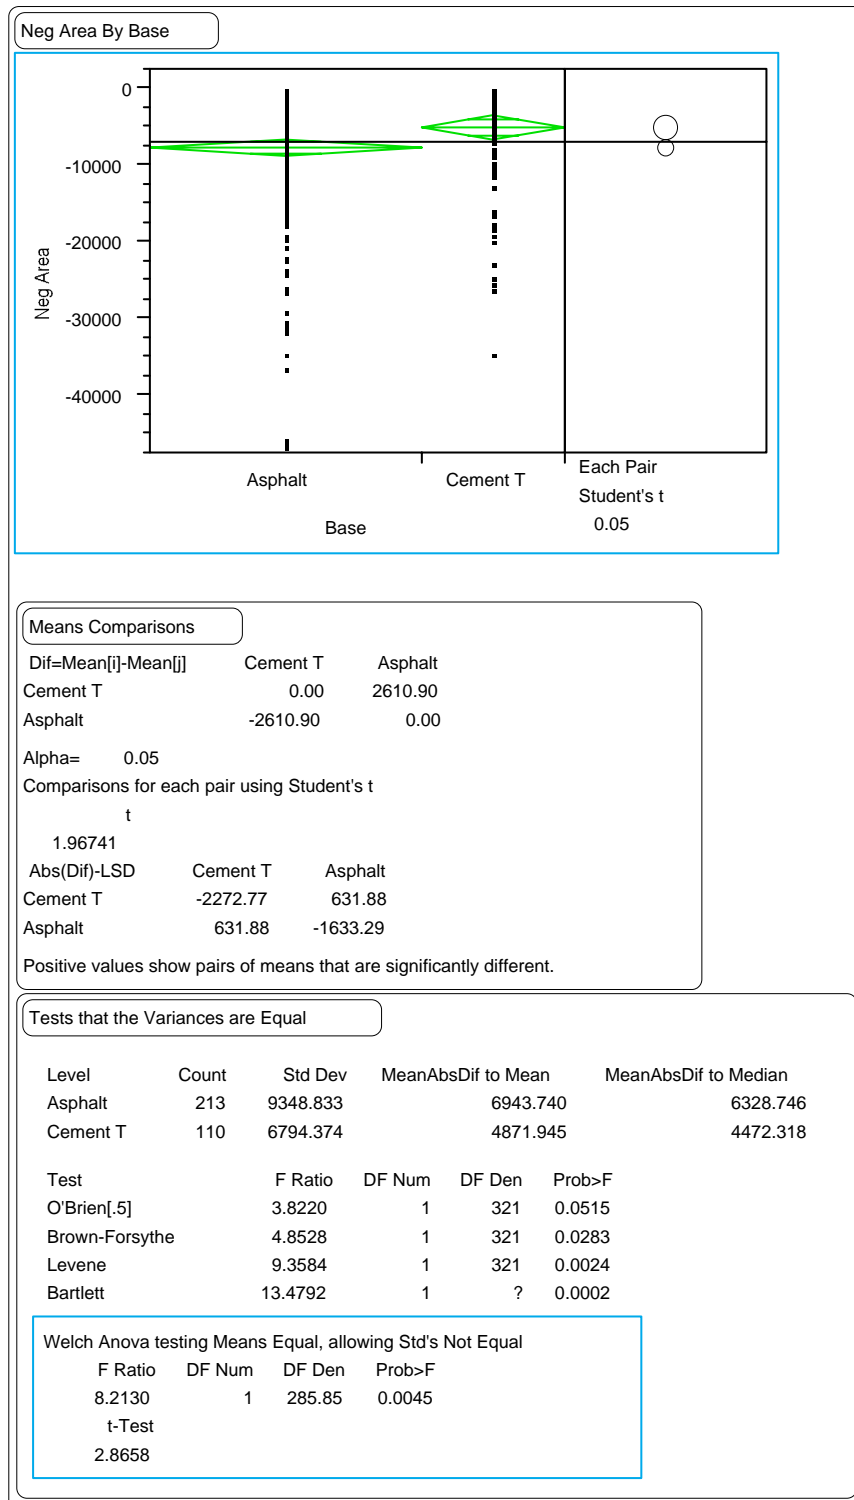 Neg Area By Base
0
-10000
-20000
-30000
-40000
Neg Area
Asphalt Cement T
Each Pair
Student's t
0.05
Base
Means Comparisons
Dif=Mean[i]-Mean[j] Cement T Asphalt
Cement T 0.00 2610.90
Asphalt -2610.90 0.00
Alpha= 0.05
Comparisons for each pair using Student's t
t
1.96741
Abs(Dif)-LSD Cement T Asphalt
Cement T -2272.77 631.88
Asphalt 631.88 -1633.29
Positive values show pairs of means that are significantly different.
Tests that the Variances are Equal
Level Count Std Dev MeanAbsDif to Mean MeanAbsDif to Median
Asphalt 213 9348.833 6943.740 6328.746
Cement T 110 6794.374 4871.945 4472.318
Test F Ratio DF Num DF Den Prob>F
O'Brien[.5] 3.8220 1 321 0.0515
Brown-Forsythe 4.8528 1 321 0.0283
Levene 9.3584 1 321 0.0024
Bartlett 13.4792 1 ? 0.0002
Welch Anova testing Means Equal, allowing Std's Not Equal
F Ratio DF Num DF Den Prob>F
8.2130 1 285.85 0.0045
t-Test
2.8658